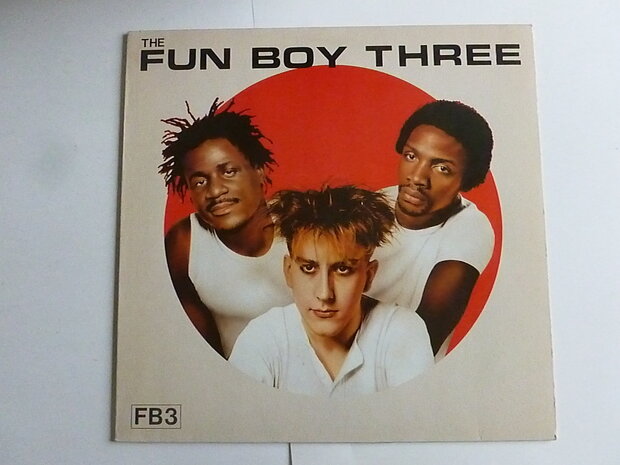 THE
FUN BOY THREE
FB3